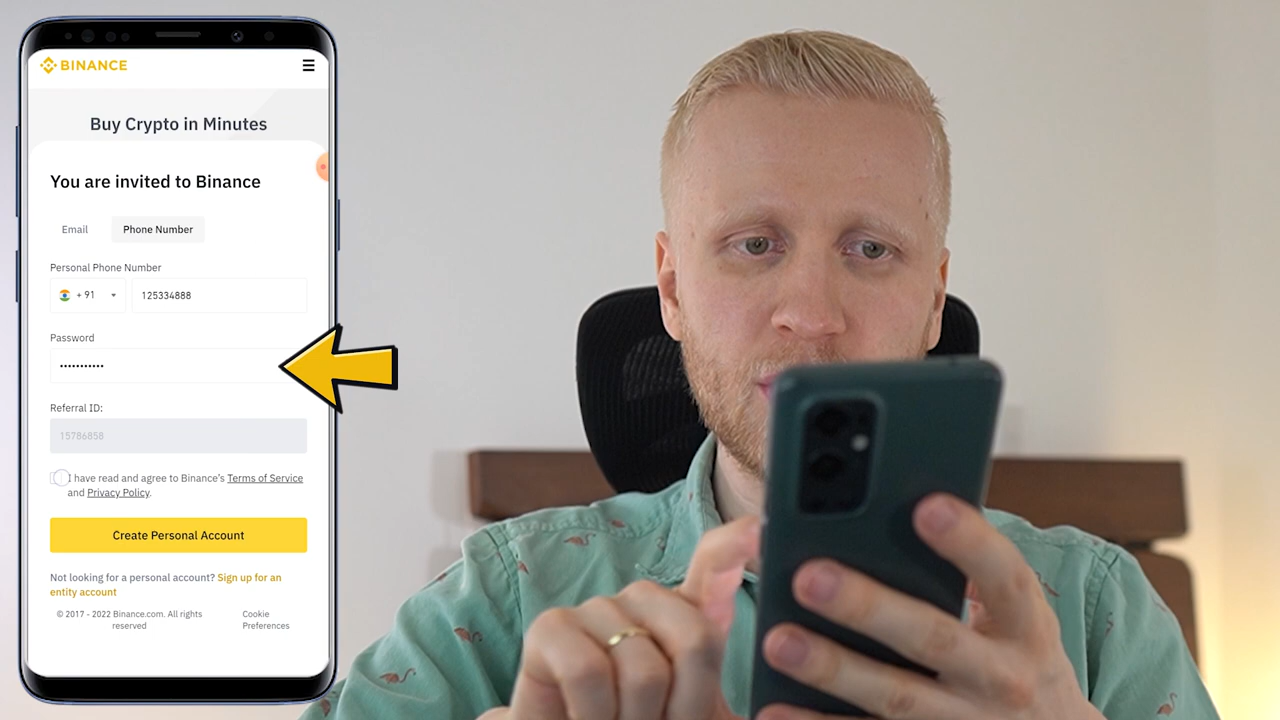 BINANCE
Buy Crypto in Minutes
You are invited to Binance
Email
Phone Number
Personal Phone Number
+ 91
125334888
Password
•••••••••••
Referral ID:
15786858
I have read and agree to Binance's Terms of Service
and Privacy Policy.
Create Personal Account
Not looking for a personal account? Sign up for an
entity account
© 2017 - 2022 Binance.com. All rights
reserved
Cookie
Preferences